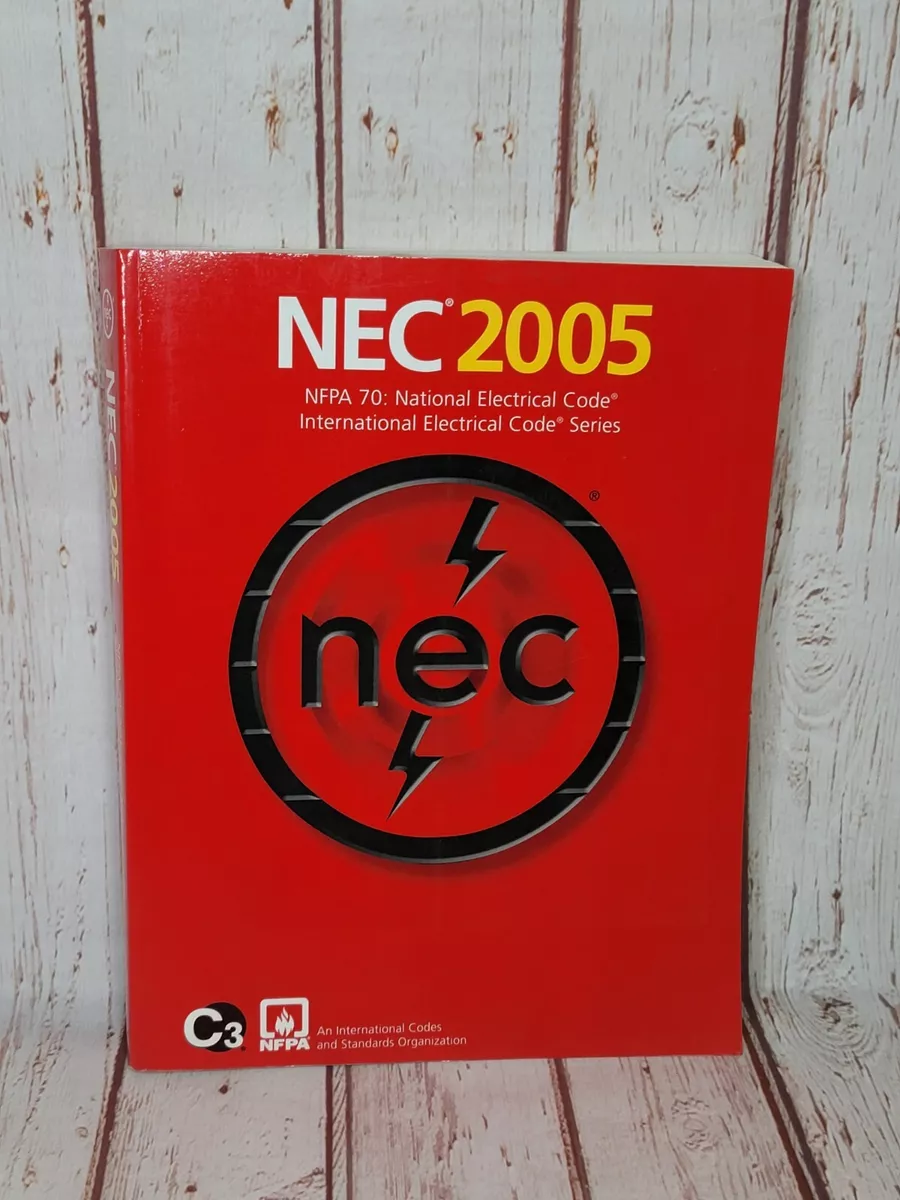 NEC® 2005
NFPA 70: National Electrical Code®
International Electrical Code® Series
®
nec
C3
NFPA
An International Codes
and Standards Organization
nec
NEC 2005